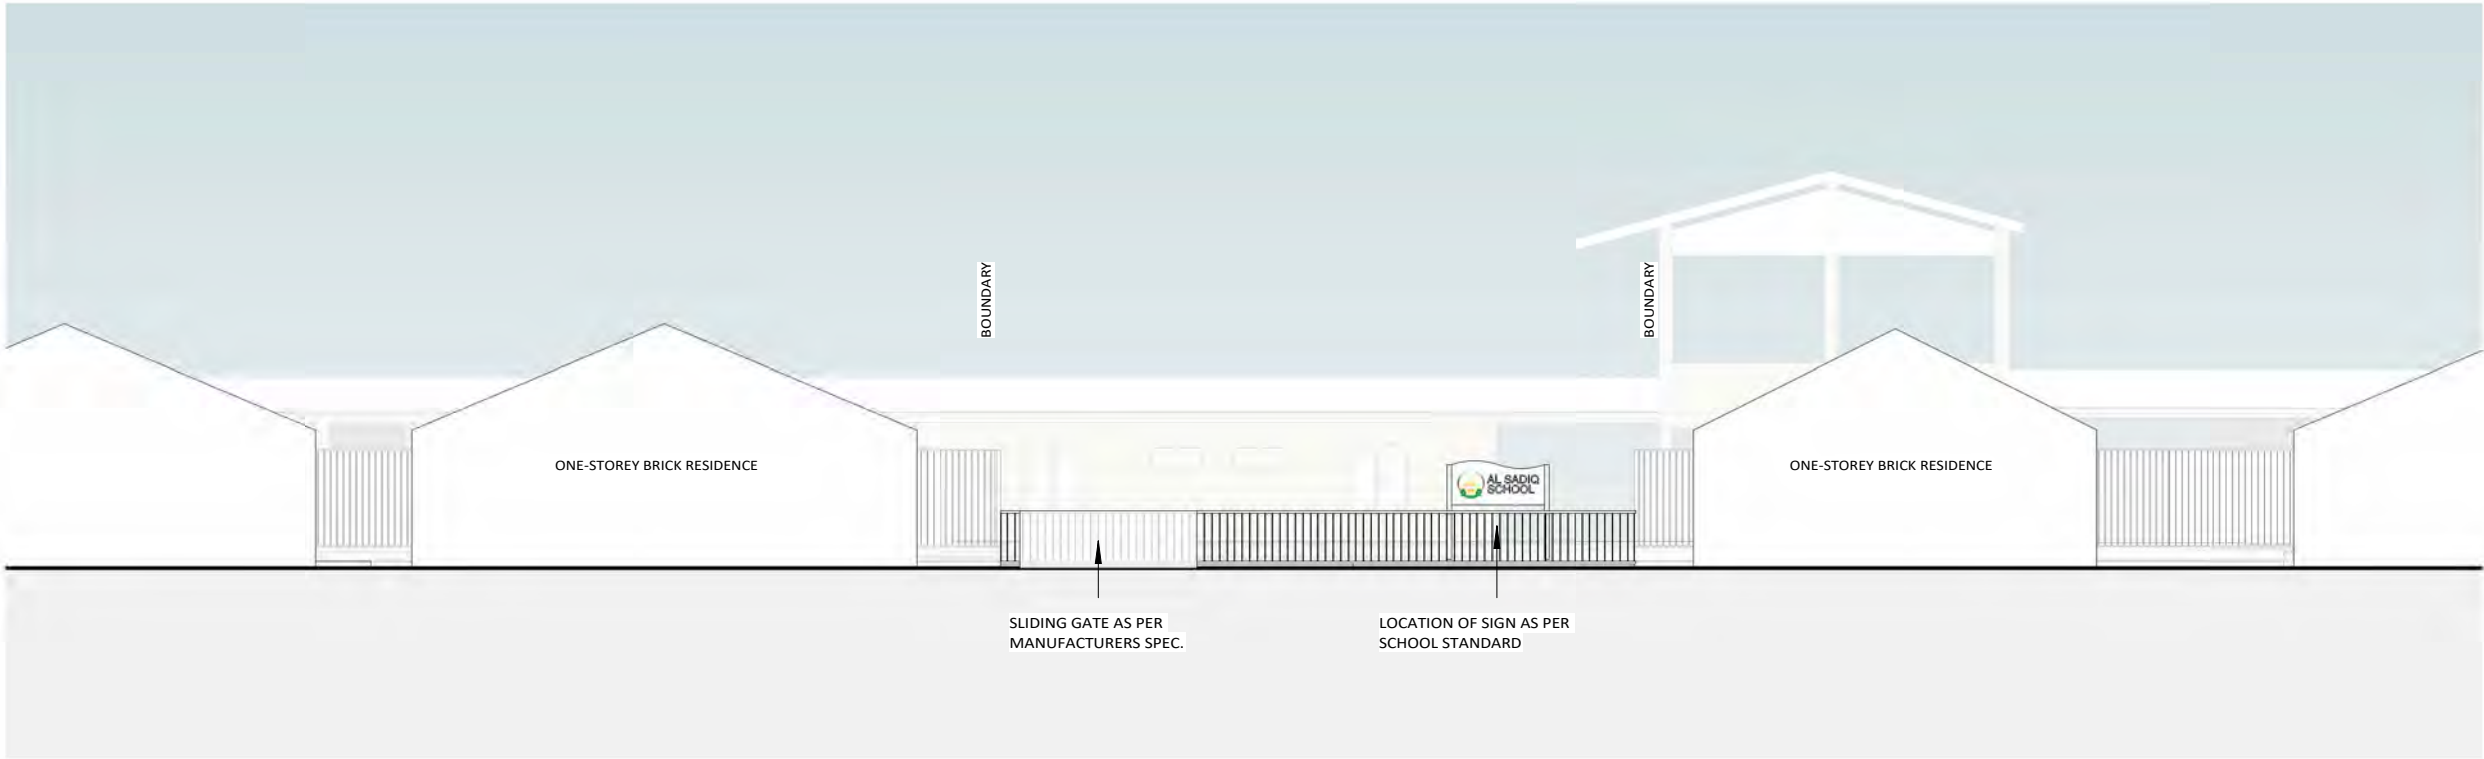 BOUNDARY
BOUNDARY
ONE-STOREY BRICK RESIDENCE
AL SADIQ
SCHOOL
ONE-STOREY BRICK RESIDENCE
SLIDING GATE AS PER
MANUFACTURERS SPEC.
LOCATION OF SIGN AS PER
SCHOOL STANDARD